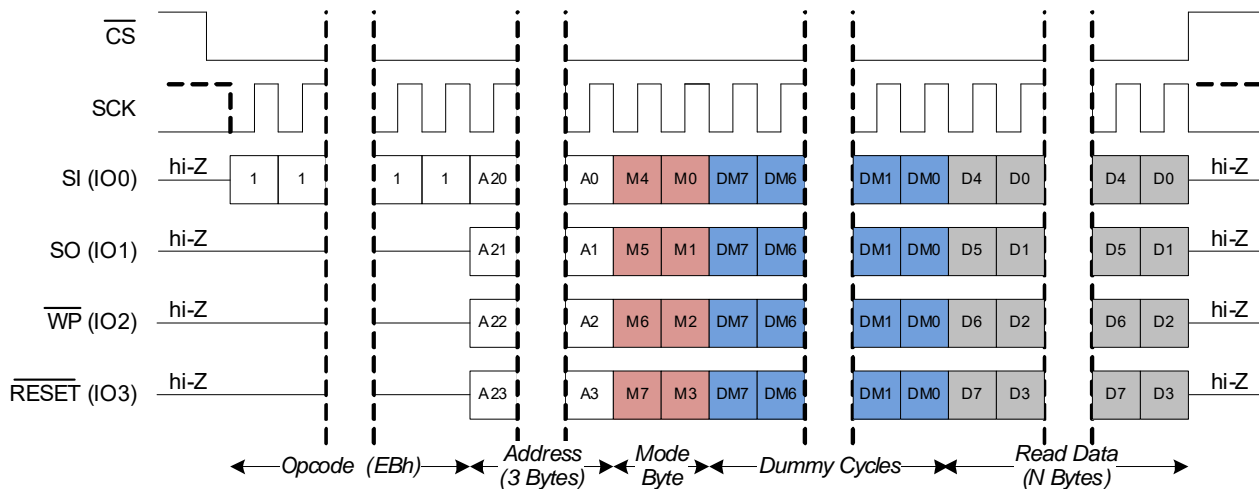 CS
SCK
SI (IO0) hi-Z 1 1 1 1 A20 A0 M4 M0 DM7 DM6 DM1 DM0 D4 D0 D4 D0 hi-Z
SO (IO1) hi-Z A21 A1 M5 M1 DM7 DM6 DM1 DM0 D5 D1 D5 D1 hi-Z
WP (IO2) hi-Z A22 A2 M6 M2 DM7 DM6 DM1 DM0 D6 D2 D6 D2 hi-Z
RESET (IO3) hi-Z A23 A3 M7 M3 DM7 DM6 DM1 DM0 D7 D3 D7 D3 hi-Z
Opcode (EBh) Address Mode Dummy Cycles Read Data
(3 Bytes) Byte (N Bytes)